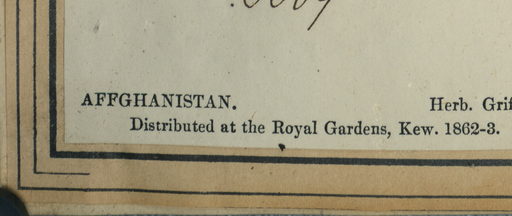 AFFGHANISTAN. Herb. Grif
Distributed at the Royal Gardens, Kew. 1862-3.